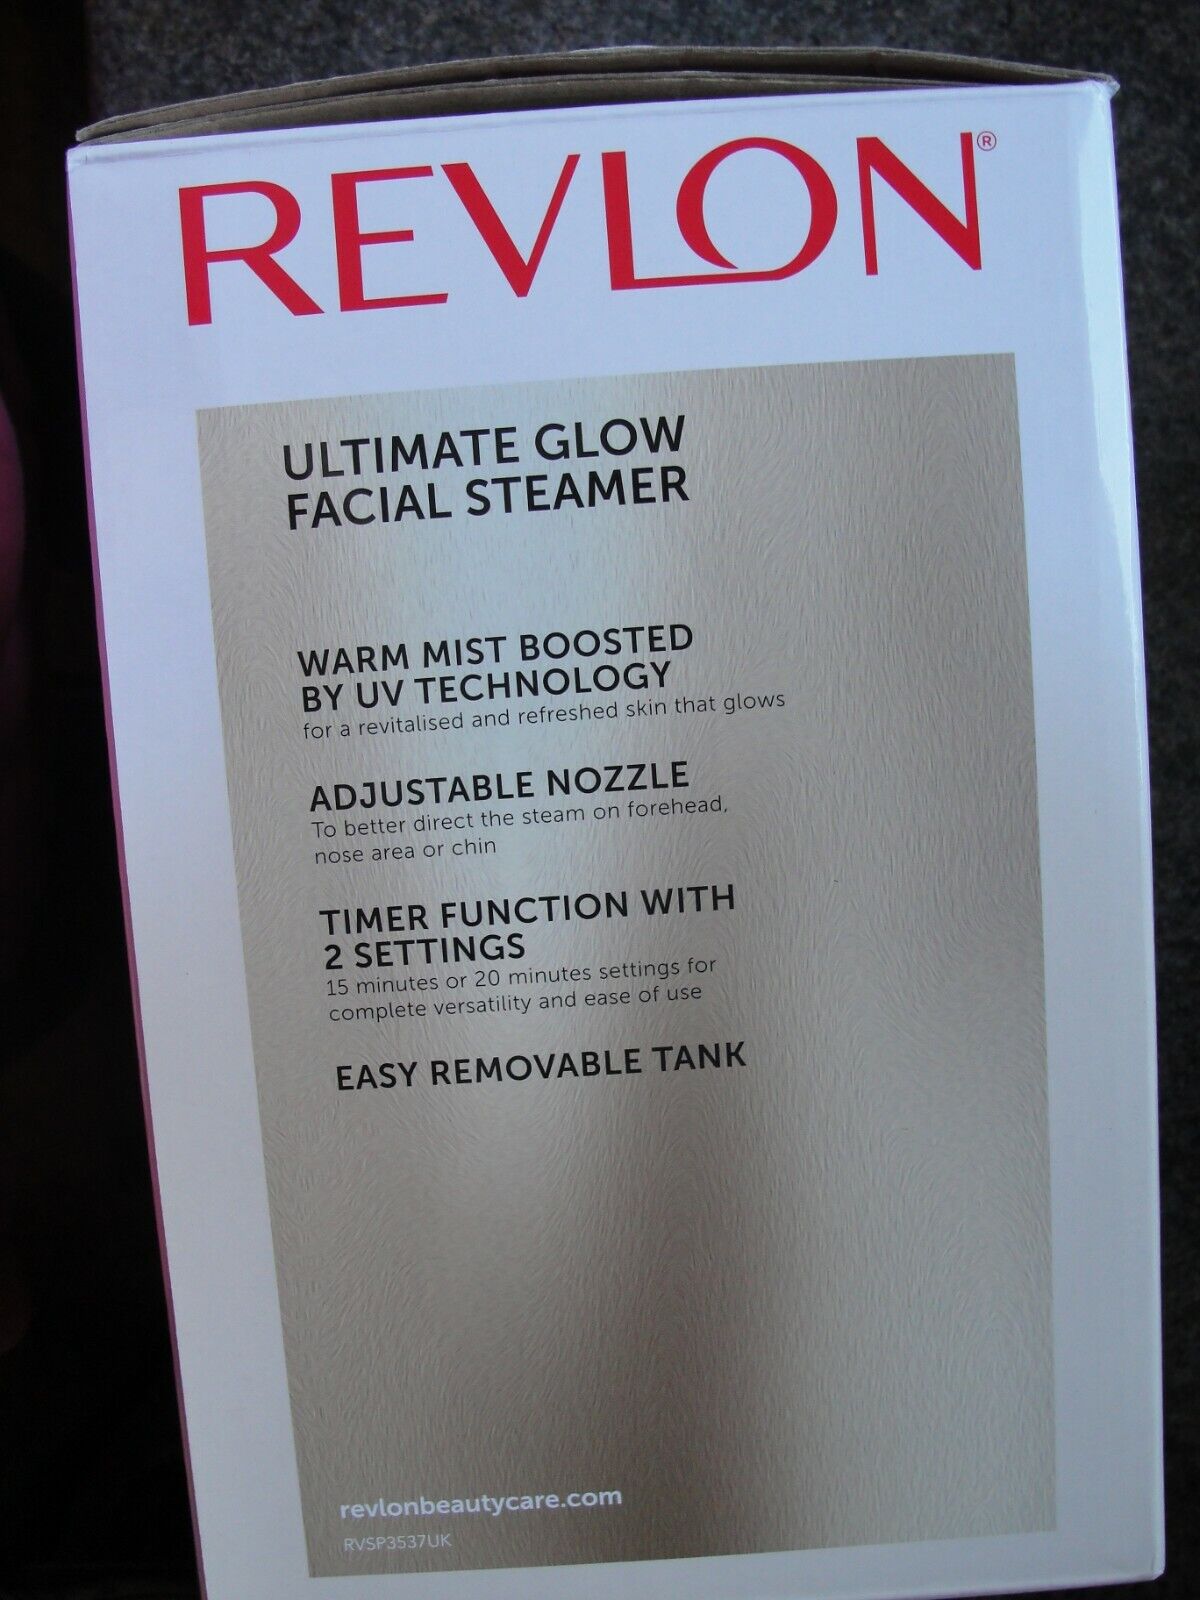 REVLON®
ULTIMATE GLOW
FACIAL STEAMER
WARM MIST BOOSTED
BY UV TECHNOLOGY
for a revitalised and refreshed skin that glows
ADJUSTABLE NOZZLE
To better direct the steam on forehead,
nose area or chin
TIMER FUNCTION WITH
2 SETTINGS
15 minutes or 20 minutes settings for
complete versatility and ease of use
EASY REMOVABLE TANK
revlonbeautycare.com
RVSP3537UK